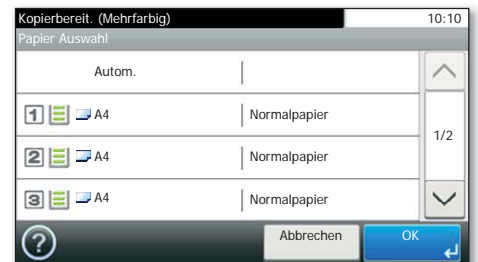 Kopierbereit. (Mehrfarbig) 10:10
Papier Auswahl
Autom.
1 A4 Normalpapier
1/2
2 A4 Normalpapier
3 A4 Normalpapier
? Abbrechen OK